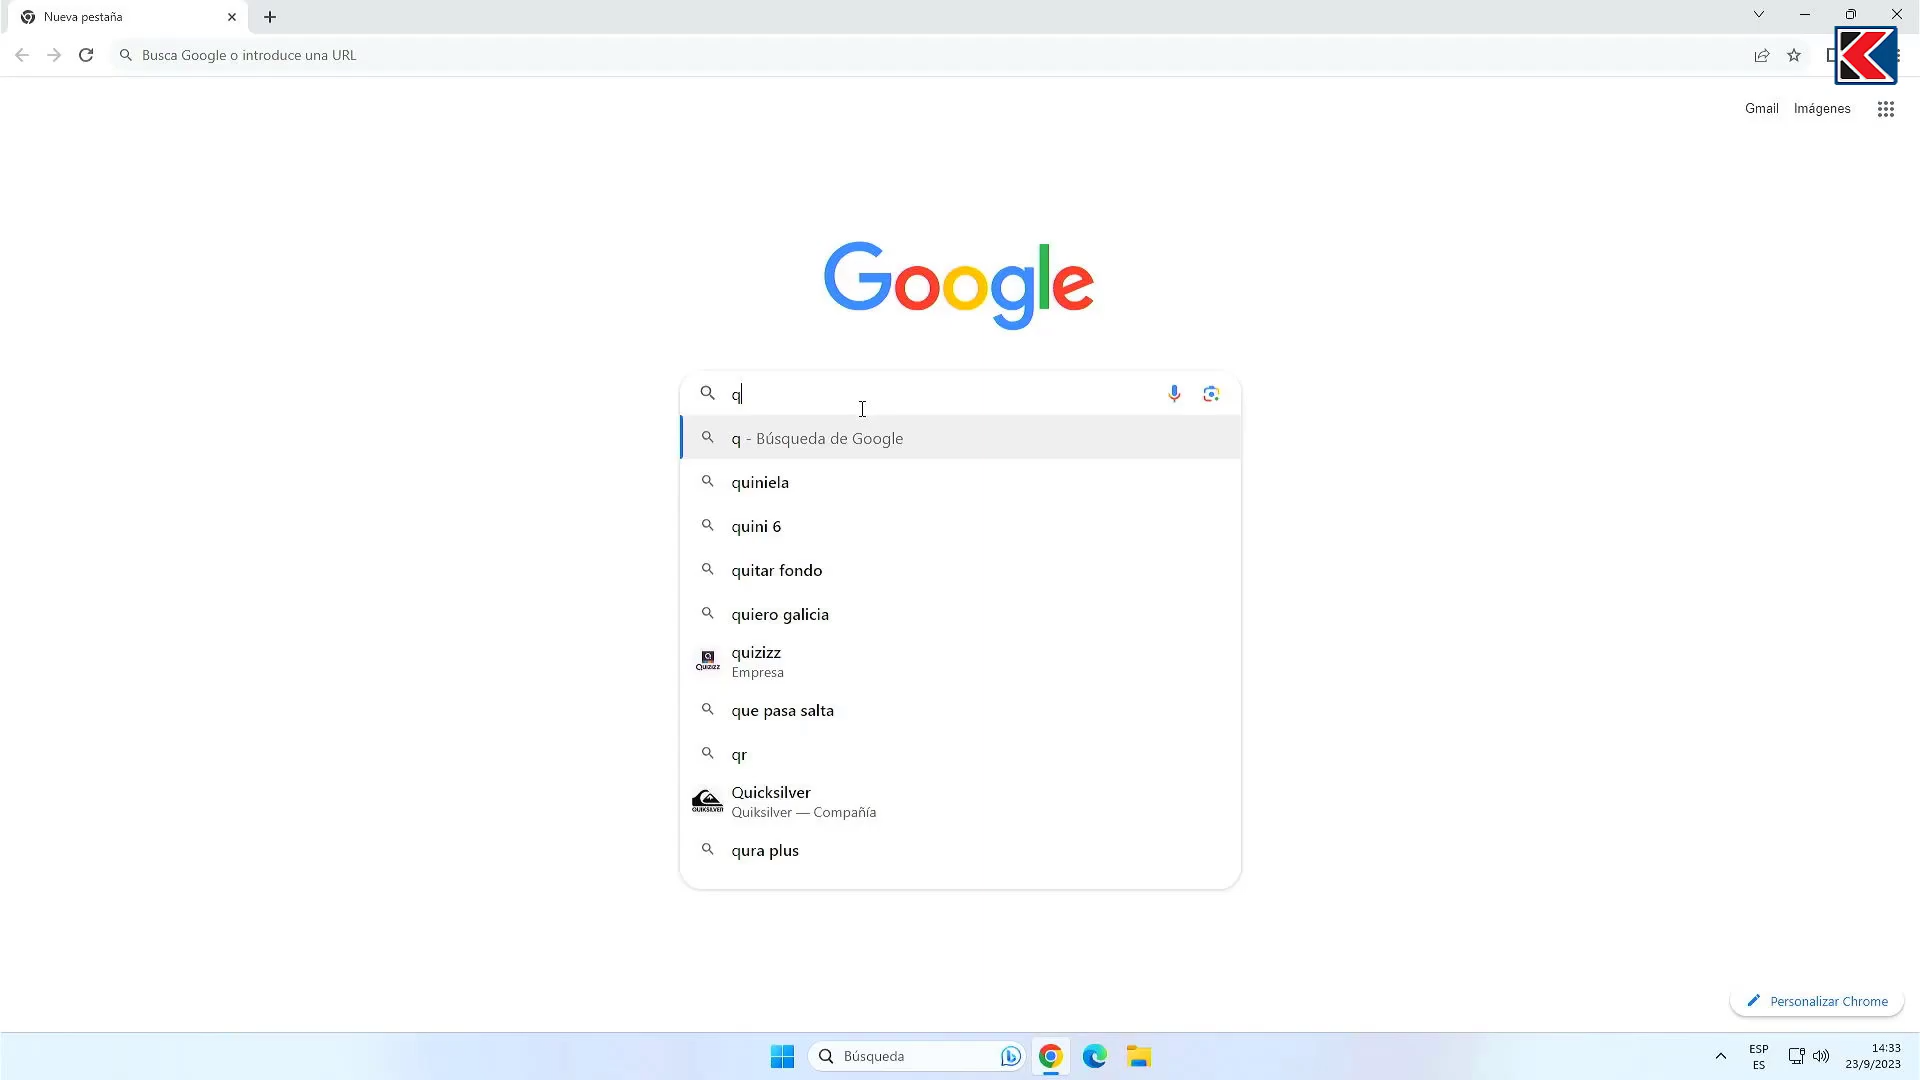 Nueva pestaña
Busca Google o introduce una URL
Gmail Imágenes
Google
q
q - Búsqueda de Google
quiniela
quini 6
quitar fondo
quiero galicia
Quizizz
quizizz
Empresa
que pasa salta
qr
QUIKSILVER
Quicksilver
Quiksilver — Compañía
qura plus
Personalizar Chrome
Búsqueda
ESP
ES
14:33
23/9/2023